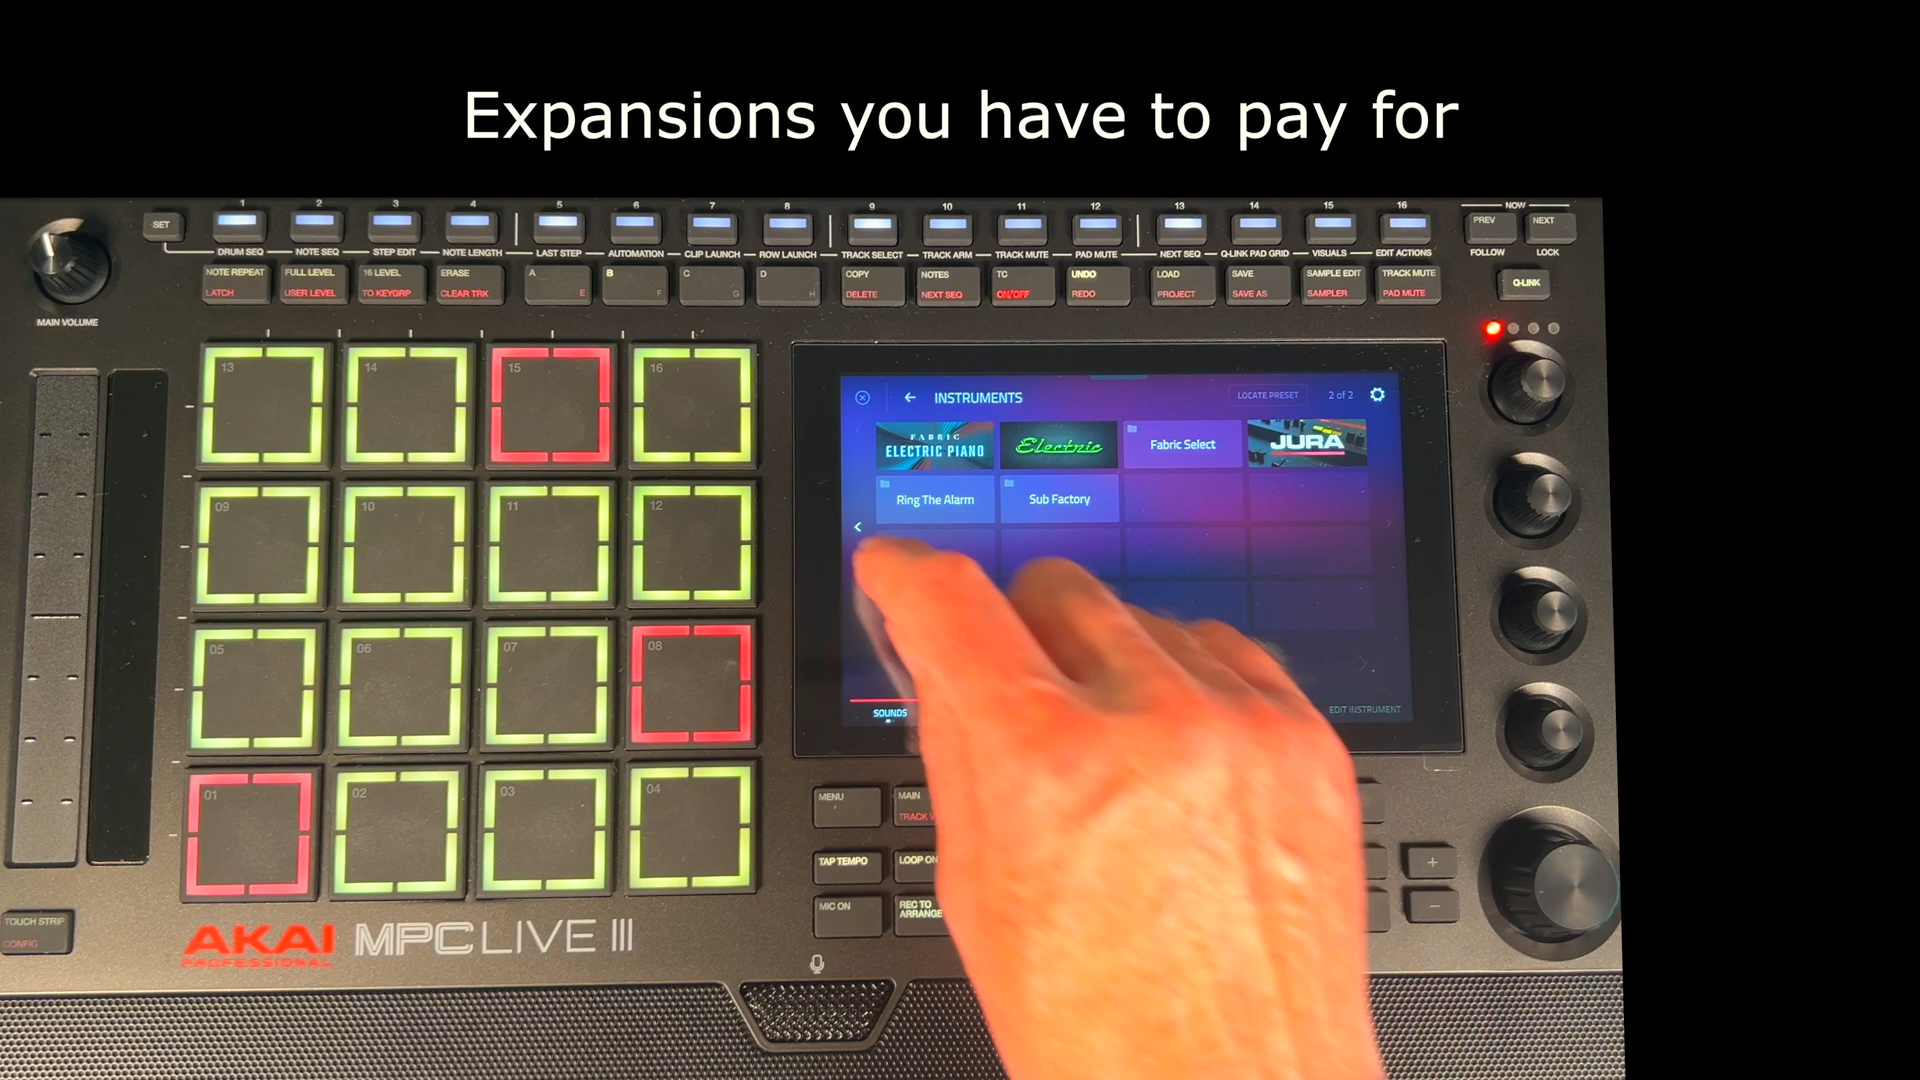 Expansions you have to pay for
1 2 3 4 5 6 7 8 9 10 11 12 13 14 15 16
NOW
SET
PREV NEXT
DRUM SEQ NOTE SEQ STEP EDIT NOTE LENGTH LAST STEP AUTOMATION CLIP LAUNCH ROW LAUNCH TRACK SELECT TRACK ARM TRACK MUTE PAD MUTE NEXT SEQ Q-LINK PAD GRID VISUALS EDIT ACTIONS FOLLOW LOCK
NOTE REPEAT FULL LEVEL 16 LEVEL ERASE A B C D COPY NOTES TC UNDO LOAD SAVE SAMPLE EDIT TRACK MUTE
LATCH USER LEVEL TO KEYGRP CLEAR TRK E F G H DELETE NEXT SEQ ON/OFF REDO PROJECT SAVE AS SAMPLER PAD MUTE
Q-LINK
MAIN VOLUME
13 14 15 16
09 10 11 12
05 06 07 08
01 02 03 04
INSTRUMENTS LOCATE PRESET 2 of 2
FABRIC
ELECTRIC PIANO Electric Fabric Select JURA
Ring The Alarm Sub Factory
SOUNDS EDIT INSTRUMENT
MENU MAIN
TRACK V
TAP TEMPO LOOP ON +
MIC ON REC TO
ARRANGE −
TOUCH STRIP
CONFIG
AKAI MPC LIVE III
PROFESSIONAL